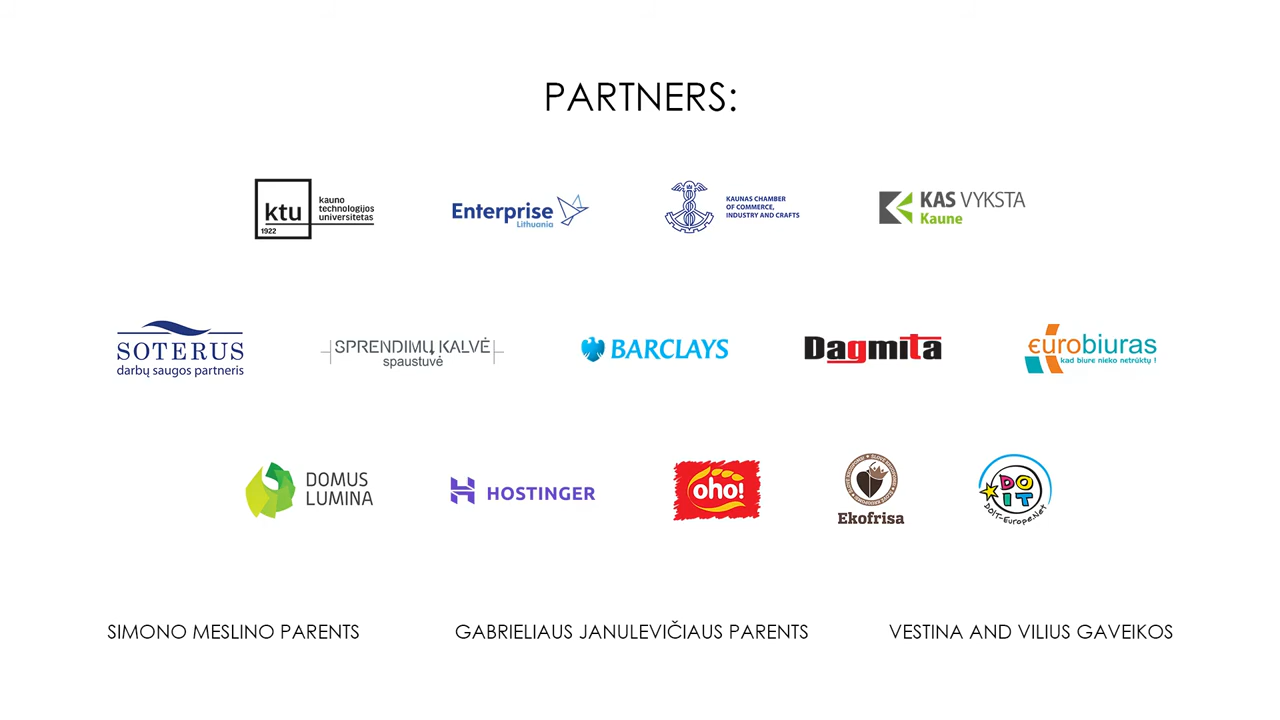 PARTNERS:
ktu
1922
kauno
technologijos
universitetas
Enterprise
Lithuania
KAUNAS CHAMBER
OF COMMERCE,
INDUSTRY AND CRAFTS
KAS VYKSTA
Kaune
SOTERUS
darbų saugos partneris
SPRENDIMŲ KALVĖ
spaustuvė
BARCLAYS
Dagmita
eurobiuras
kad biure nieko netrūktų !
DOMUS
LUMINA
HOSTINGER
oho!
Ekofrisa
DO
IT
DOIT-Europe.Net
SIMONO MESLINO PARENTS
GABRIELIAUS JANULEVIČIAUS PARENTS
VESTINA AND VILIUS GAVEIKOS